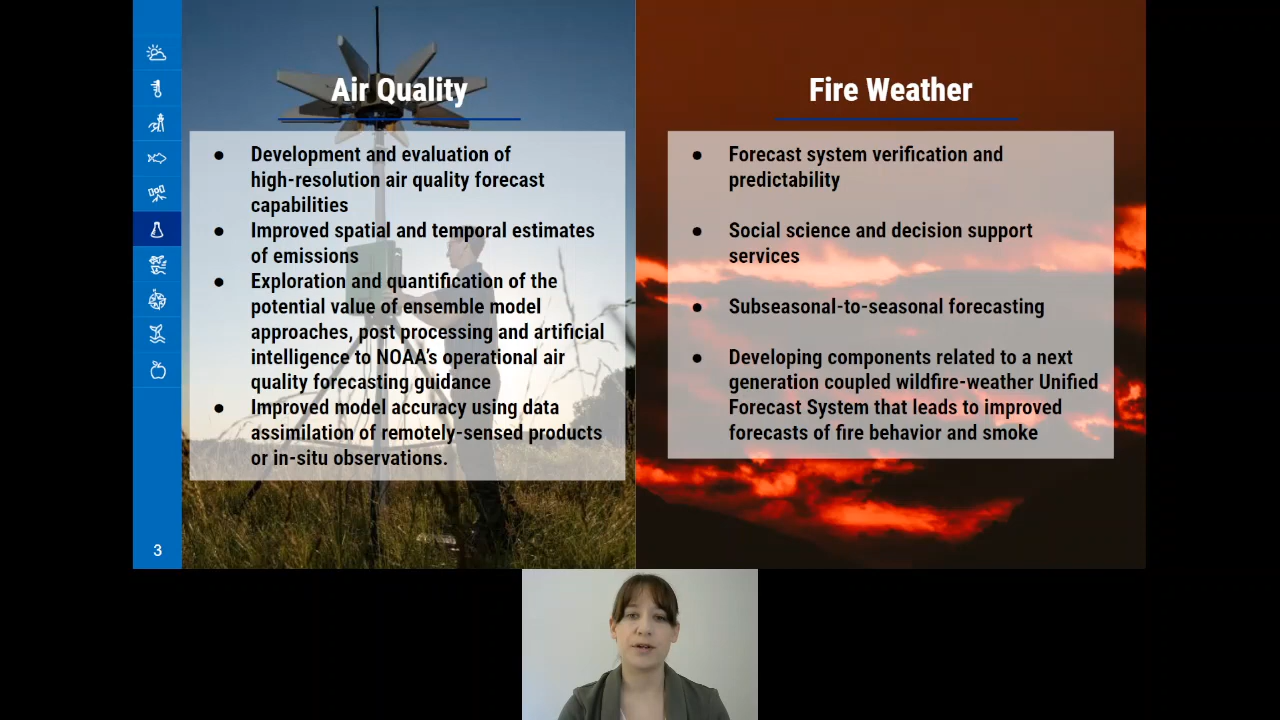 Air Quality
● Development and evaluation of
high-resolution air quality forecast
capabilities
● Improved spatial and temporal estimates
of emissions
● Exploration and quantification of the
potential value of ensemble model
approaches, post processing and artificial
intelligence to NOAA's operational air
quality forecasting guidance
● Improved model accuracy using data
assimilation of remotely-sensed products
or in-situ observations.
Fire Weather
● Forecast system verification and
predictability
● Social science and decision support
services
● Subseasonal-to-seasonal forecasting
● Developing components related to a next
generation coupled wildfire-weather Unified
Forecast System that leads to improved
forecasts of fire behavior and smoke
3